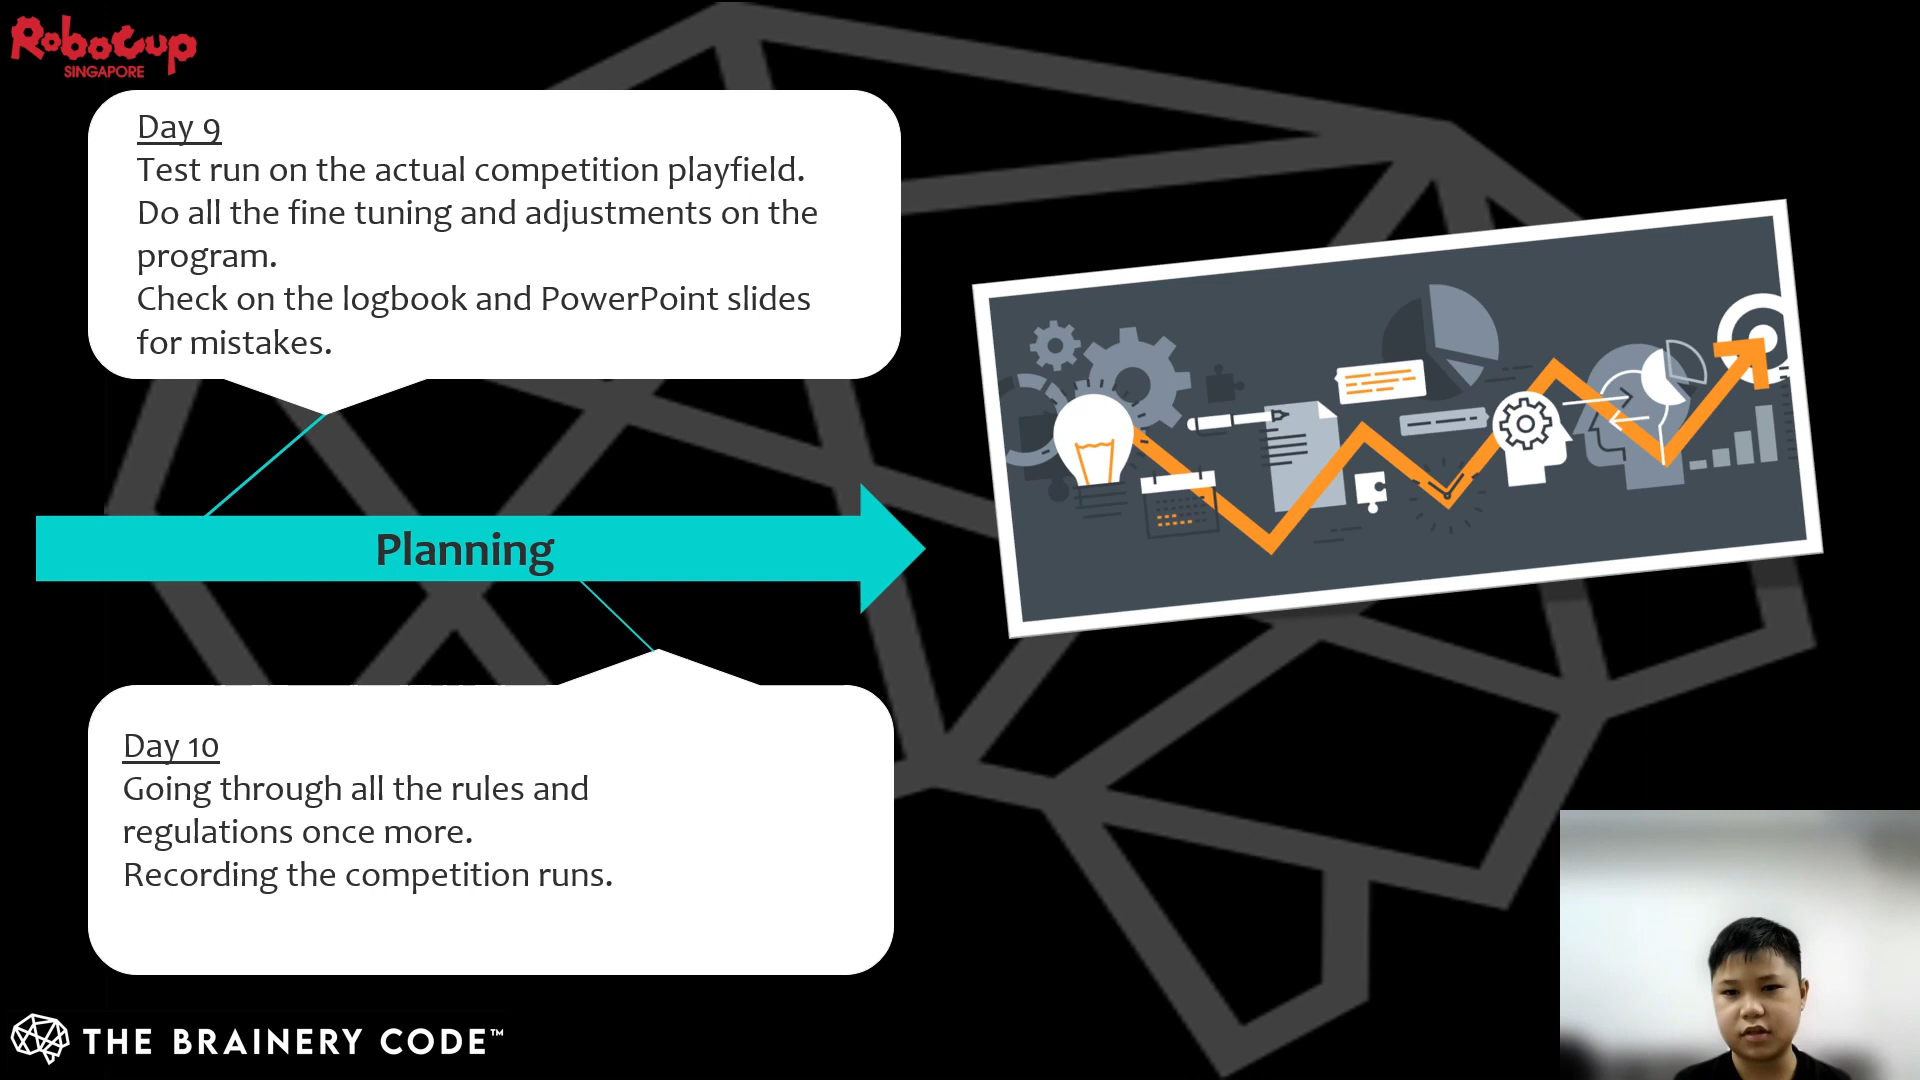 RoboCup
SINGAPORE
Day 9
Test run on the actual competition playfield.
Do all the fine tuning and adjustments on the
program.
Check on the logbook and PowerPoint slides
for mistakes.
Planning
Day 10
Going through all the rules and
regulations once more.
Recording the competition runs.
THE BRAINERY CODE™